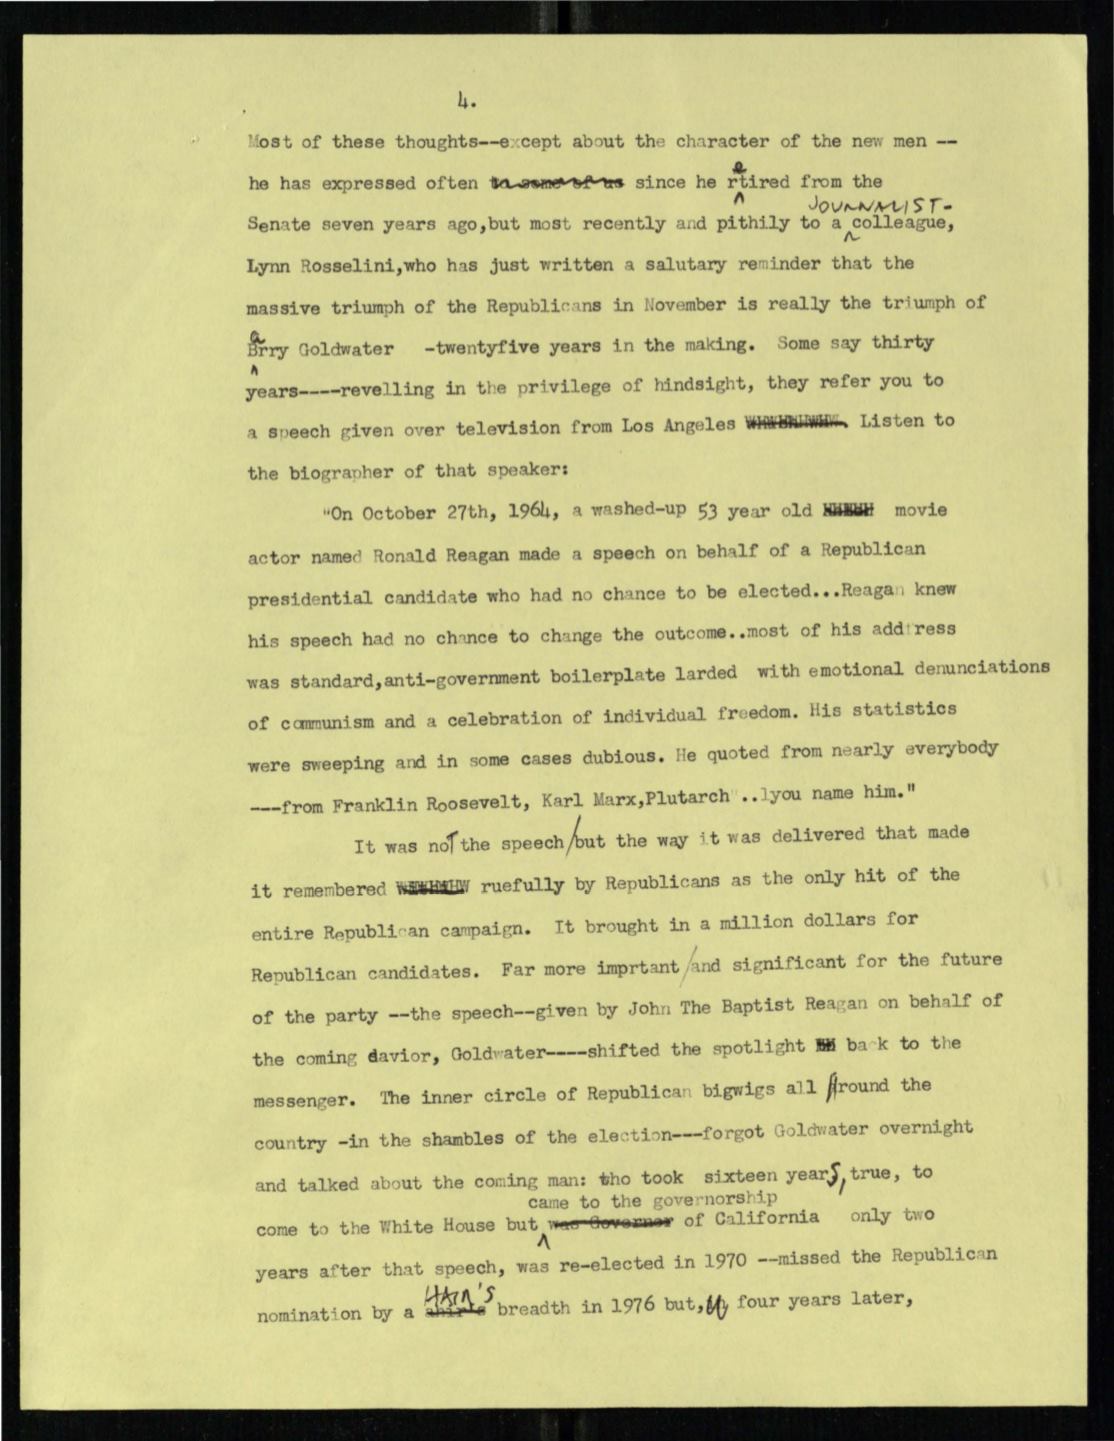 4.
Most of these thoughts--except about the character of the new men --
he has expressed often to some of us since he rtired from the
e
JOURNALIST-
Senate seven years ago,but most recently and pithily to a colleague,
Lynn Rosselini,who has just written a salutary reminder that the
massive triumph of the Republicans in November is really the triumph of
a
Brry Goldwater -twentyfive years in the making. Some say thirty
years----revelling in the privilege of hindsight, they refer you to
a speech given over television from Los Angeles Listen to
the biographer of that speaker:
"On October 27th, 1964, a washed-up 53 year old movie
actor named Ronald Reagan made a speech on behalf of a Republican
presidential candidate who had no chance to be elected...Reagan knew
his speech had no chance to change the outcome..most of his address
was standard,anti-government boilerplate larded with emotional denunciations
of communism and a celebration of individual freedom. His statistics
were sweeping and in some cases dubious. He quoted from nearly everybody
---from Franklin Roosevelt, Karl Marx,Plutarch"..lyou name him."
It was noT the speech/but the way it was delivered that made
it remembered ruefully by Republicans as the only hit of the
entire Republican campaign. It brought in a million dollars for
Republican candidates. Far more imprtant/and significant for the future
of the party --the speech--given by John The Baptist Reagan on behalf of
the coming davior, Goldwater----shifted the spotlight back to the
messenger. The inner circle of Republican bigwigs all Around the
country -in the shambles of the election---forgot Goldwater overnight
and talked about the coming man: tho took sixteen yearS, true, to
came to the governorship
come to the White House but was Governor of California only two
years after that speech, was re-elected in 1970 --missed the Republican
HAIR'S
nomination by a breadth in 1976 but, four years later,